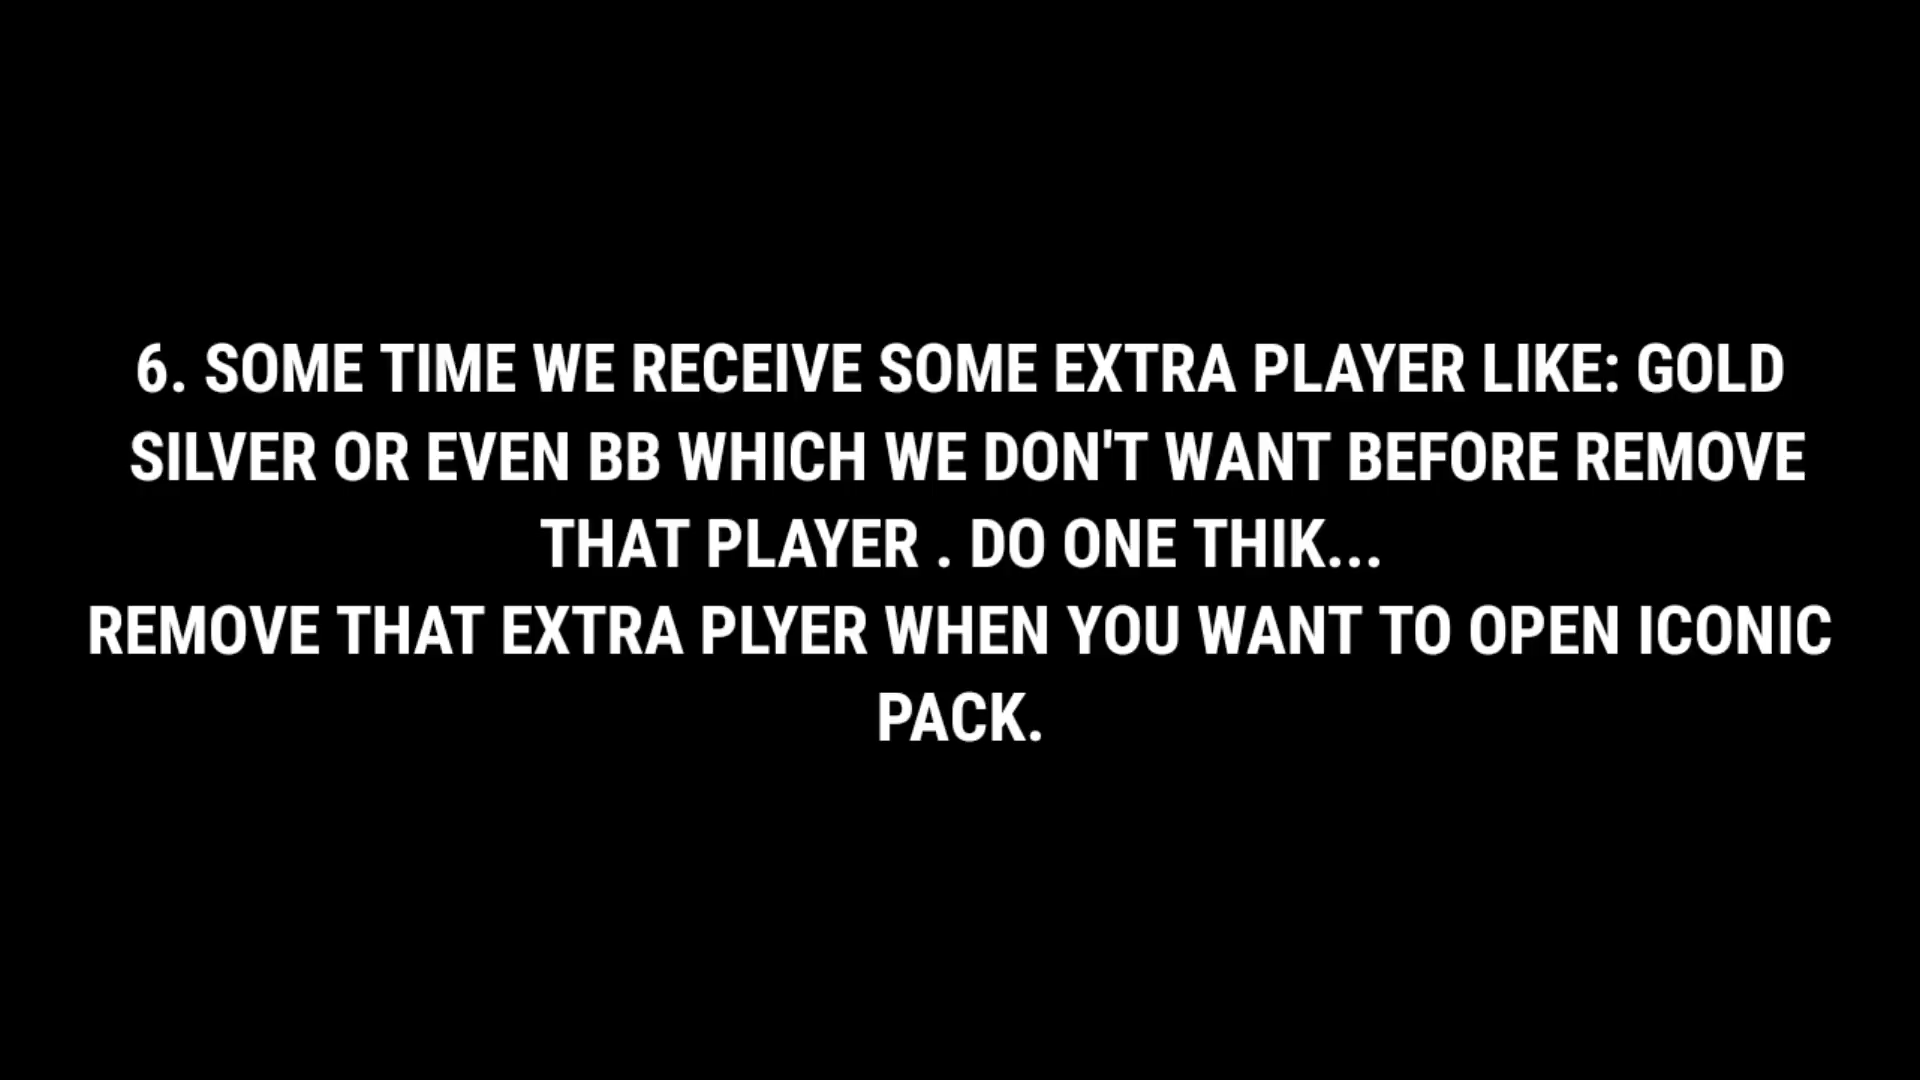 6. SOME TIME WE RECEIVE SOME EXTRA PLAYER LIKE: GOLD
SILVER OR EVEN BB WHICH WE DON'T WANT BEFORE REMOVE
THAT PLAYER . DO ONE THIK...
REMOVE THAT EXTRA PLYER WHEN YOU WANT TO OPEN ICONIC
PACK.